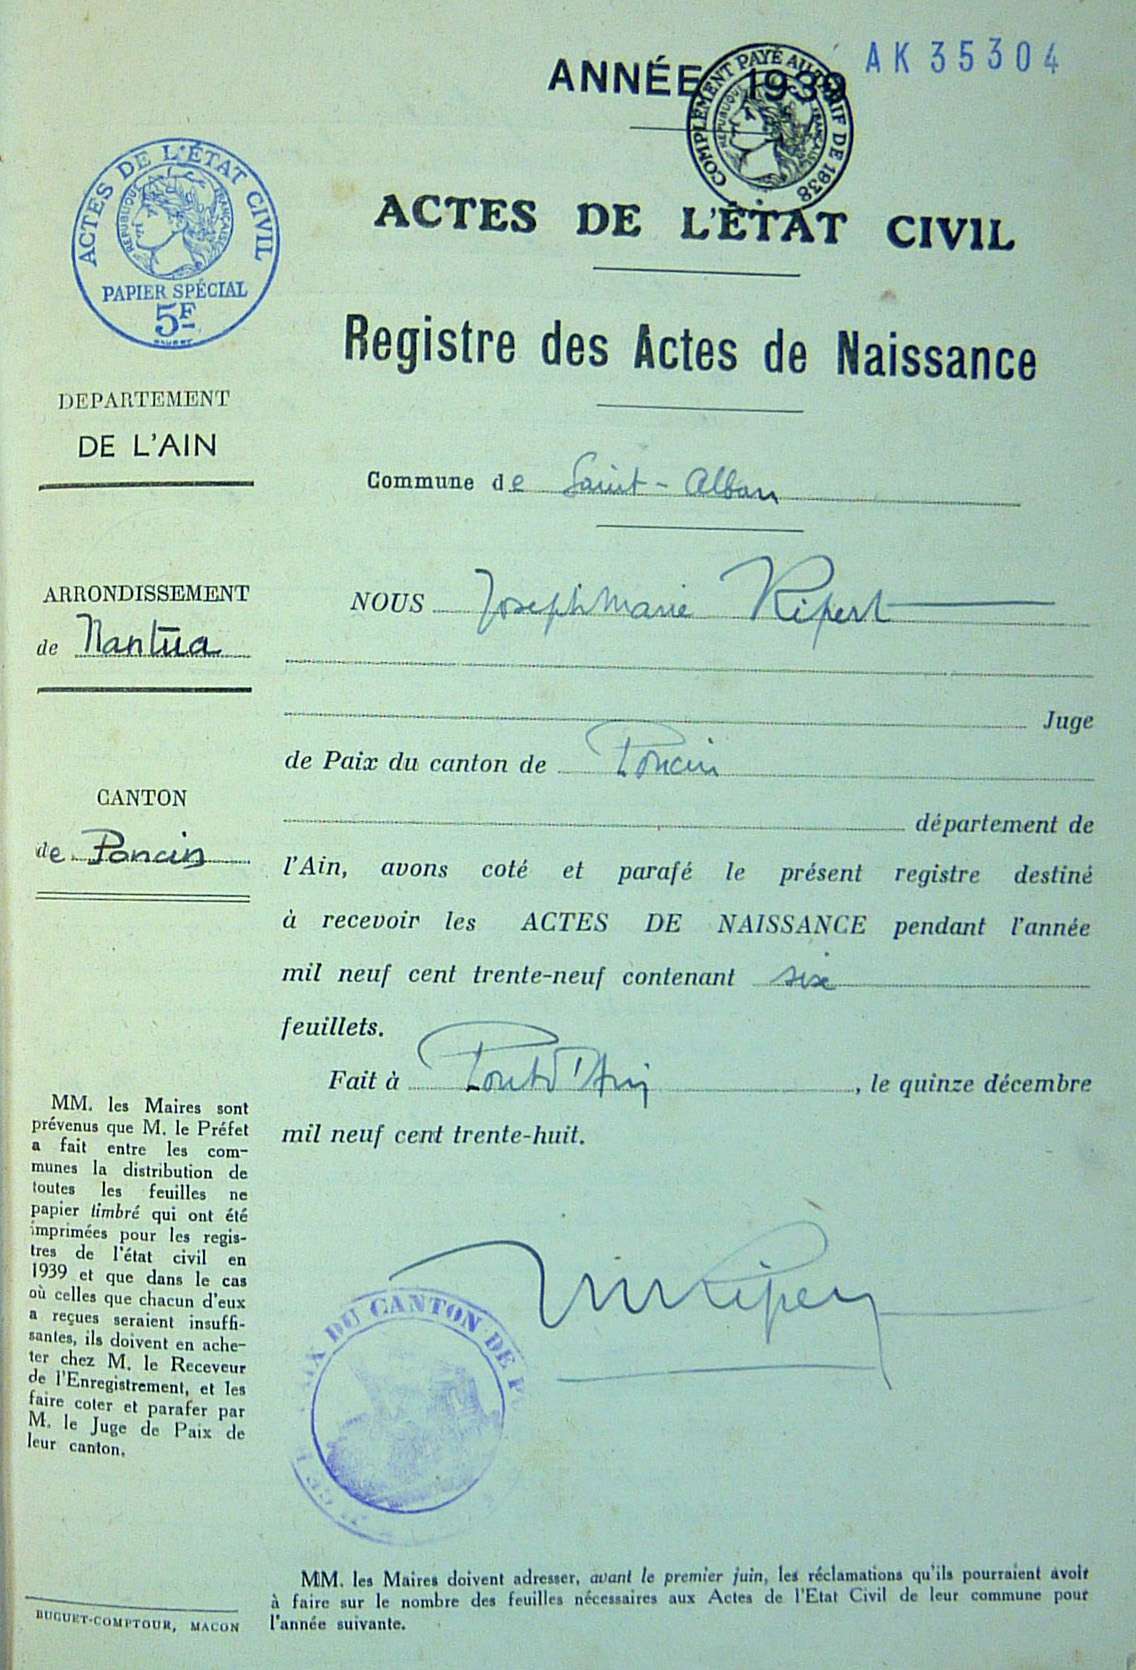 AK 35304
ANNÉE 1939
COMPLÉMENT PAYÉ AU TARIF DE 1938
RÉPUBLIQUE FRANÇAISE
ACTES DE L'ÉTAT CIVIL
RÉPUBLIQUE FRANÇAISE
PAPIER SPÉCIAL
5F
ACTES DE L'ÉTAT CIVIL
Registre des Actes de Naissance
DEPARTEMENT
DE L'AIN
Commune de Saint-Alban
ARRONDISSEMENT
de Nantua
NOUS Joseph Marie Ripert
Juge
de Paix du canton de Poncin
CANTON
de Poncin
département de
l'Ain, avons coté et parafé le présent registre destiné
à recevoir les ACTES DE NAISSANCE pendant l'année
mil neuf cent trente-neuf contenant six
feuillets.
Fait à Pont d'Ain, le quinze décembre
mil neuf cent trente-huit.
MM. les Maires sont
prévenus que M. le Préfet
a fait entre les com-
munes la distribution de
toutes les feuilles ne
papier timbré qui ont été
imprimées pour les regis-
tres de l'état civil en
1939 et que dans le cas
où celles que chacun d'eux
a reçues seraient insuffi-
santes, ils doivent en ache-
ter chez M. le Receveur
de l'Enregistrement, et les
faire coter et parafer par
M. le Juge de Paix de
leur canton.
Ripert
DU CANTON DE
MM. les Maires doivent adresser, avant le premier juin, les réclamations qu'ils pourraient avoir
à faire sur le nombre des feuilles nécessaires aux Actes de l'Etat Civil de leur commune pour
l'année suivante.
BUGUET-COMPTOUR, MACON